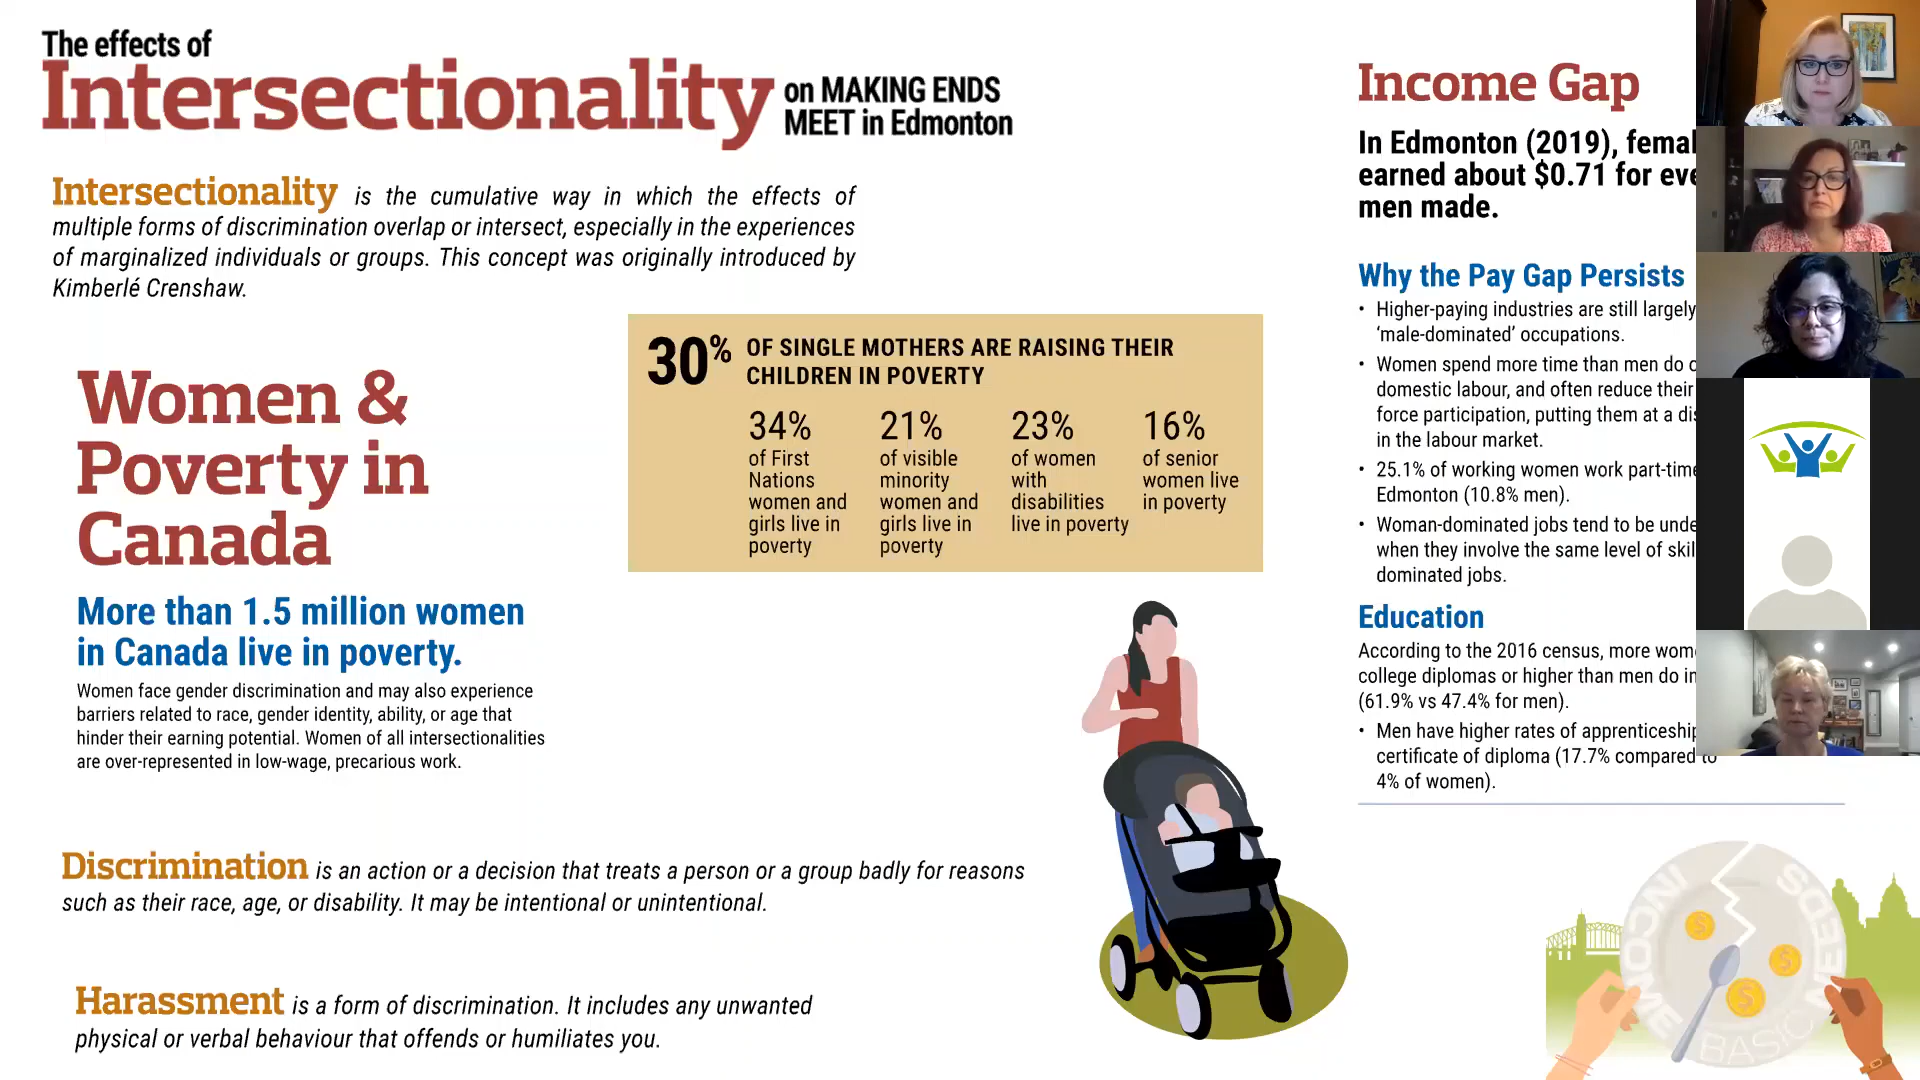 The effects of
Intersectionality
on MAKING ENDS
MEET in Edmonton
Intersectionality is the cumulative way in which the effects of
multiple forms of discrimination overlap or intersect, especially in the experiences
of marginalized individuals or groups. This concept was originally introduced by
Kimberlé Crenshaw.
30% OF SINGLE MOTHERS ARE RAISING THEIR
CHILDREN IN POVERTY
34%
of First
Nations
women and
girls live in
poverty
21%
of visible
minority
women and
girls live in
poverty
23%
of women
with
disabilities
live in poverty
16%
of senior
women live
in poverty
Women &
Poverty in
Canada
More than 1.5 million women
in Canada live in poverty.
Women face gender discrimination and may also experience
barriers related to race, gender identity, ability, or age that
hinder their earning potential. Women of all intersectionalities
are over-represented in low-wage, precarious work.
Discrimination is an action or a decision that treats a person or a group badly for reasons
such as their race, age, or disability. It may be intentional or unintentional.
Harassment is a form of discrimination. It includes any unwanted
physical or verbal behaviour that offends or humiliates you.
Income Gap
In Edmonton (2019),
earned about $0.71 for
men made.
Why the Pay Gap Persists
• Higher-paying industries are still largely
‘male-dominated’ occupations.
• Women spend more time than men do
domestic labour, and often reduce their
force participation, putting them at a
in the labour market.
• 25.1% of working women work part-time
Edmonton (10.8% men).
• Woman-dominated jobs tend to be
when they involve the same level of
dominated jobs.
Education
According to the 2016 census, more
college diplomas or higher than men do
(61.9% vs 47.4% for men).
• Men have higher rates of apprenticeship
certificate of diploma (17.7% compared to
4% of women).
INCOME
NEEDS
BASIC